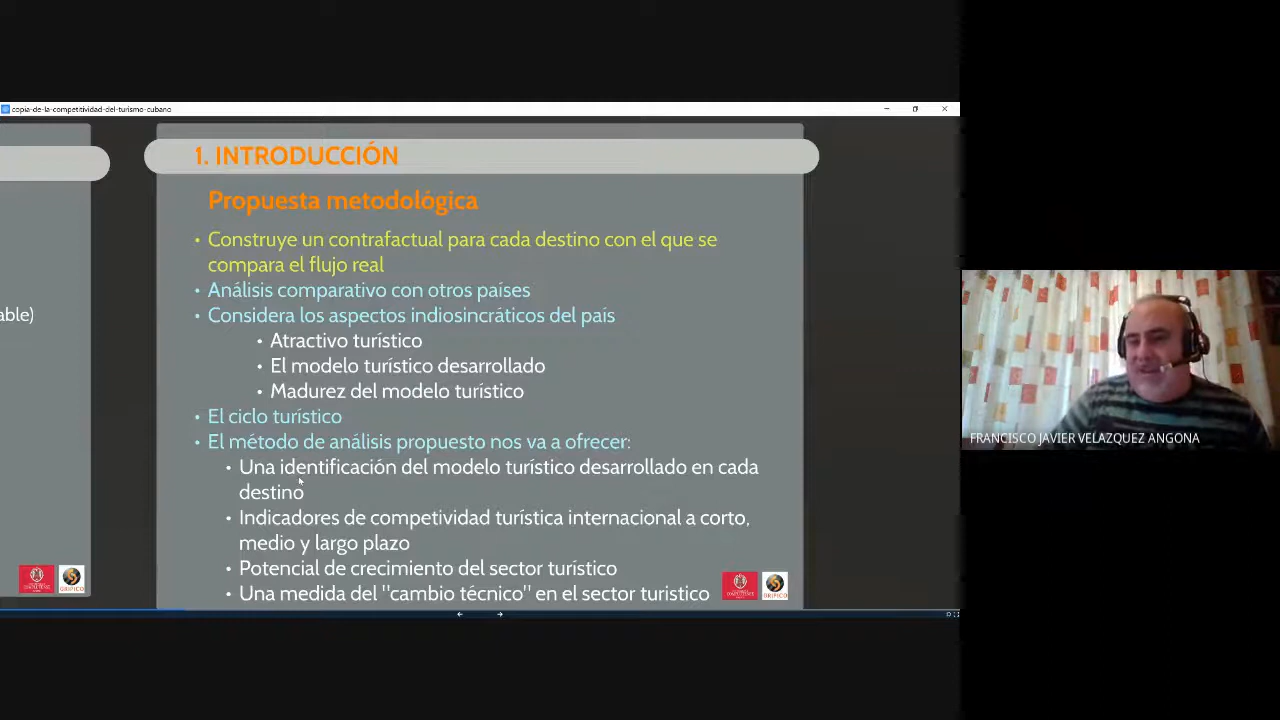 copia-de-la-competitividad-del-turismo-cubano
1. INTRODUCCIÓN
Propuesta metodológica
• Construye un contrafactual para cada destino con el que se
compara el flujo real
• Análisis comparativo con otros países
• Considera los aspectos indiosincráticos del país
• Atractivo turístico
• El modelo turístico desarrollado
• Madurez del modelo turístico
• El ciclo turístico
• El método de análisis propuesto nos va a ofrecer:
• Una identificación del modelo turístico desarrollado en cada
destino
• Indicadores de competividad turística internacional a corto,
medio y largo plazo
• Potencial de crecimiento del sector turístico
• Una medida del "cambio técnico" en el sector turistico
able)
GRIPICO
GRIPICO
FRANCISCO JAVIER VELAZQUEZ ANGONA